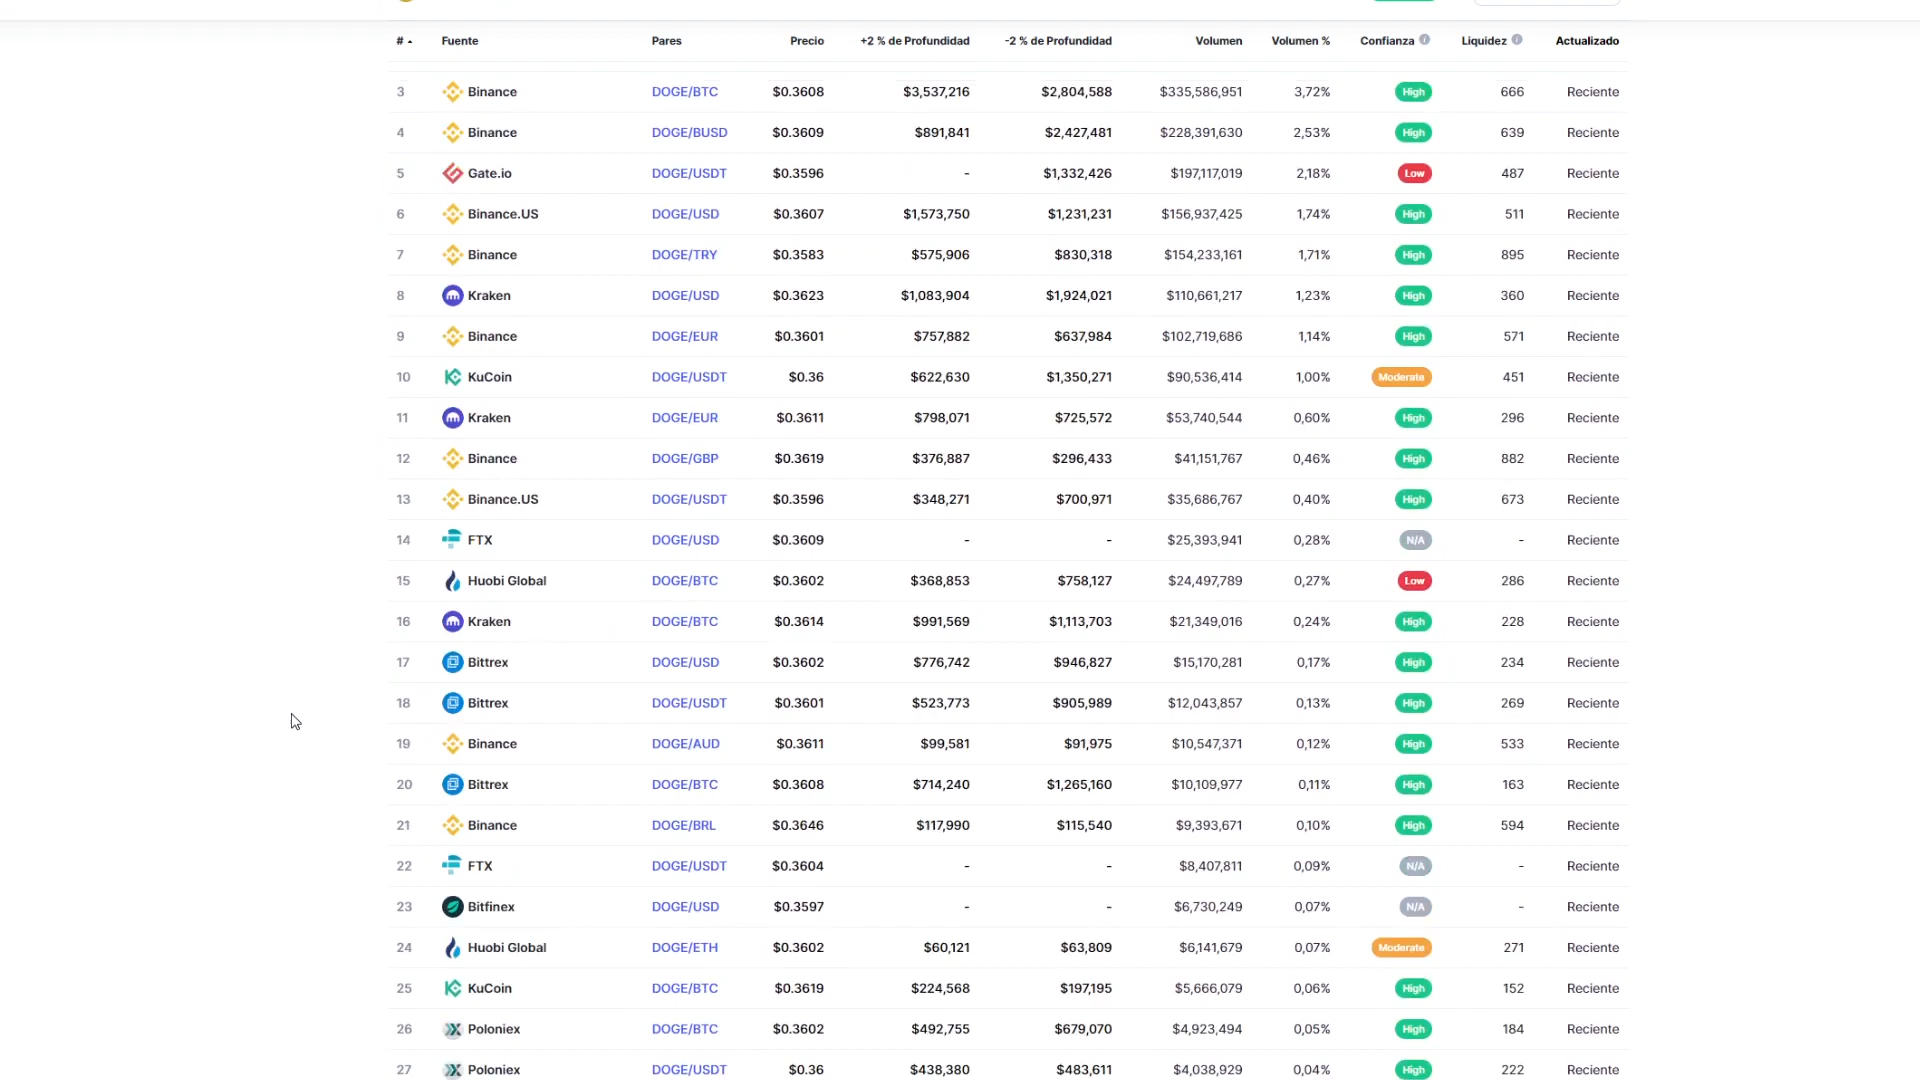 # Fuente Pares Precio +2 % de Profundidad -2 % de Profundidad Volumen Volumen % Confianza Liquidez Actualizado
3 Binance DOGE/BTC $0.3608 $3,537,216 $2,804,588 $335,586,951 3,72% High 666 Reciente
4 Binance DOGE/BUSD $0.3609 $891,841 $2,427,481 $228,391,630 2,53% High 639 Reciente
5 Gate.io DOGE/USDT $0.3596 - $1,332,426 $197,117,019 2,18% Low 487 Reciente
6 Binance.US DOGE/USD $0.3607 $1,573,750 $1,231,231 $156,937,425 1,74% High 511 Reciente
7 Binance DOGE/TRY $0.3583 $575,906 $830,318 $154,233,161 1,71% High 895 Reciente
8 Kraken DOGE/USD $0.3623 $1,083,904 $1,924,021 $110,661,217 1,23% High 360 Reciente
9 Binance DOGE/EUR $0.3601 $757,882 $637,984 $102,719,686 1,14% High 571 Reciente
10 KuCoin DOGE/USDT $0.36 $622,630 $1,350,271 $90,536,414 1,00% Moderate 451 Reciente
11 Kraken DOGE/EUR $0.3611 $798,071 $725,572 $53,740,544 0,60% High 296 Reciente
12 Binance DOGE/GBP $0.3619 $376,887 $296,433 $41,151,767 0,46% High 882 Reciente
13 Binance.US DOGE/USDT $0.3596 $348,271 $700,971 $35,686,767 0,40% High 673 Reciente
14 FTX DOGE/USD $0.3609 - - $25,393,941 0,28% N/A - Reciente
15 Huobi Global DOGE/BTC $0.3602 $368,853 $758,127 $24,497,789 0,27% Low 286 Reciente
16 Kraken DOGE/BTC $0.3614 $991,569 $1,113,703 $21,349,016 0,24% High 228 Reciente
17 Bittrex DOGE/USD $0.3602 $776,742 $946,827 $15,170,281 0,17% High 234 Reciente
18 Bittrex DOGE/USDT $0.3601 $523,773 $905,989 $12,043,857 0,13% High 269 Reciente
19 Binance DOGE/AUD $0.3611 $99,581 $91,975 $10,547,371 0,12% High 533 Reciente
20 Bittrex DOGE/BTC $0.3608 $714,240 $1,265,160 $10,109,977 0,11% High 163 Reciente
21 Binance DOGE/BRL $0.3646 $117,990 $115,540 $9,393,671 0,10% High 594 Reciente
22 FTX DOGE/USDT $0.3604 - - $8,407,811 0,09% N/A - Reciente
23 Bitfinex DOGE/USD $0.3597 - - $6,730,249 0,07% N/A - Reciente
24 Huobi Global DOGE/ETH $0.3602 $60,121 $63,809 $6,141,679 0,07% Moderate 271 Reciente
25 KuCoin DOGE/BTC $0.3619 $224,568 $197,195 $5,666,079 0,06% High 152 Reciente
26 Poloniex DOGE/BTC $0.3602 $492,755 $679,070 $4,923,494 0,05% High 184 Reciente
27 Poloniex DOGE/USDT $0.36 $438,380 $483,611 $4,038,929 0,04% High 222 Reciente